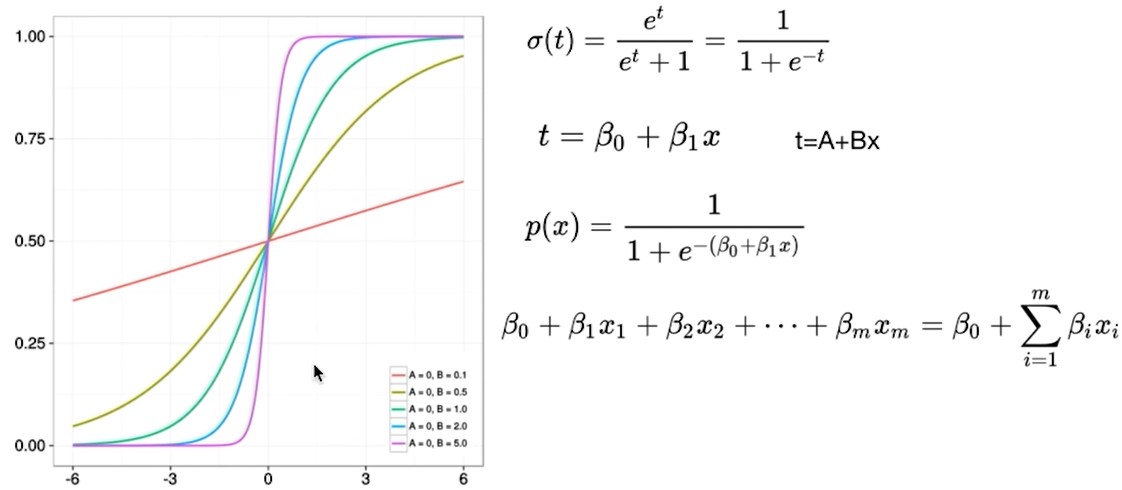 1.00
0.75
0.50
0.25
0.00
-6 -3 0 3 6
A = 0, B = 0.1
A = 0, B = 0.5
A = 0, B = 1.0
A = 0, B = 2.0
A = 0, B = 5.0
σ(t) = e^t / (e^t + 1) = 1 / (1 + e^{-t})
t = β₀ + β₁x t=A+Bx
p(x) = 1 / (1 + e^{-(β₀+β₁x)})
β₀ + β₁x₁ + β₂x₂ + ⋯ + βₘxₘ = β₀ + ∑_{i=1}^{m} βᵢxᵢ